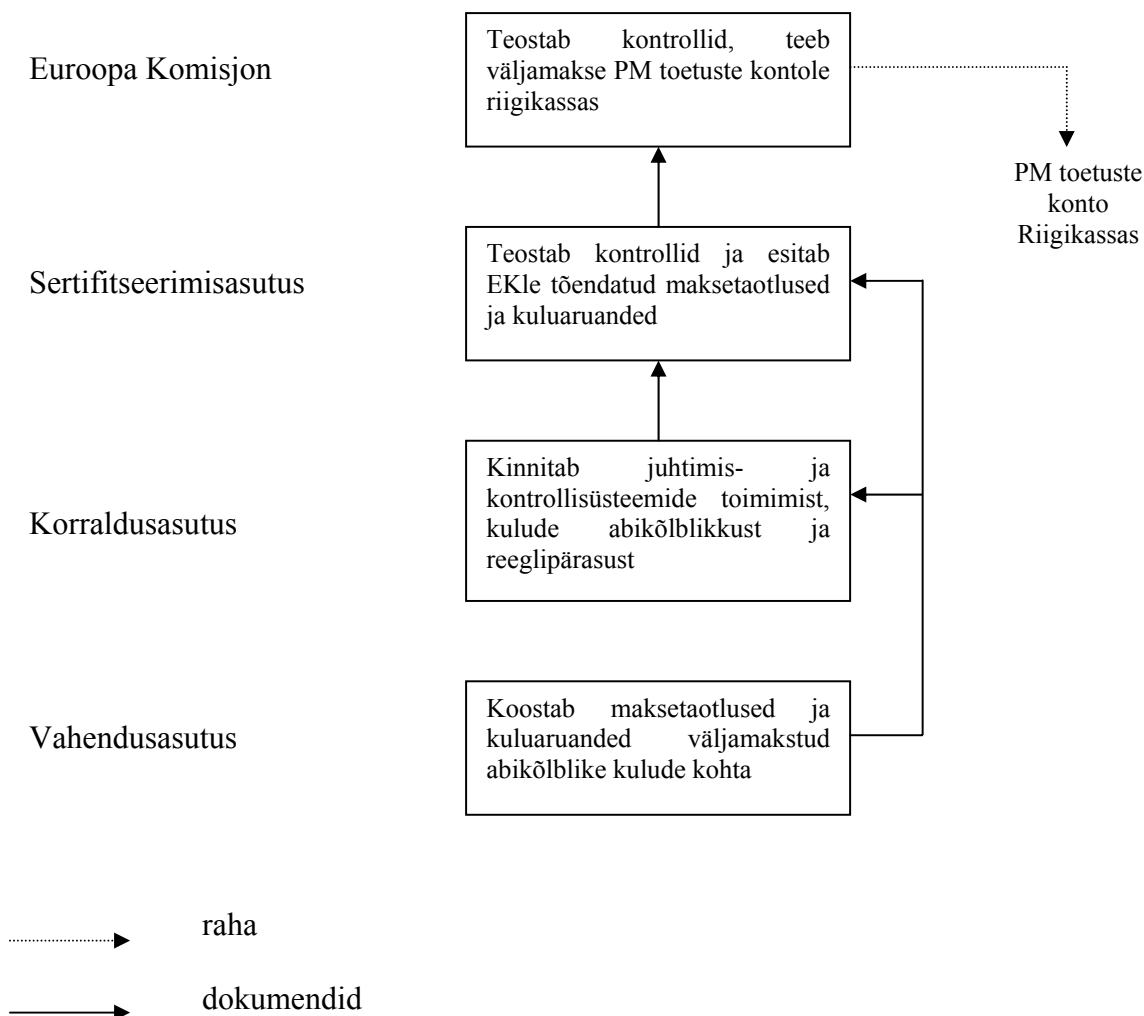 Euroopa Komisjon
Teostab kontrollid, teeb
väljamakse PM toetuste kontole
riigikassas
PM toetuste
konto
Riigikassas
Sertifitseerimisasutus
Teostab kontrollid ja esitab
EKle tõendatud maksetaotlused
ja kuluaruanded
Korraldusasutus
Kinnitab juhtimis- ja
kontrollisüsteemide toimimist,
kulude abikõlblikkust ja
reeglipärasust
Vahendusasutus
Koostab maksetaotlused ja
kuluaruanded väljamakstud
abikõlblike kulude kohta
raha
dokumendid